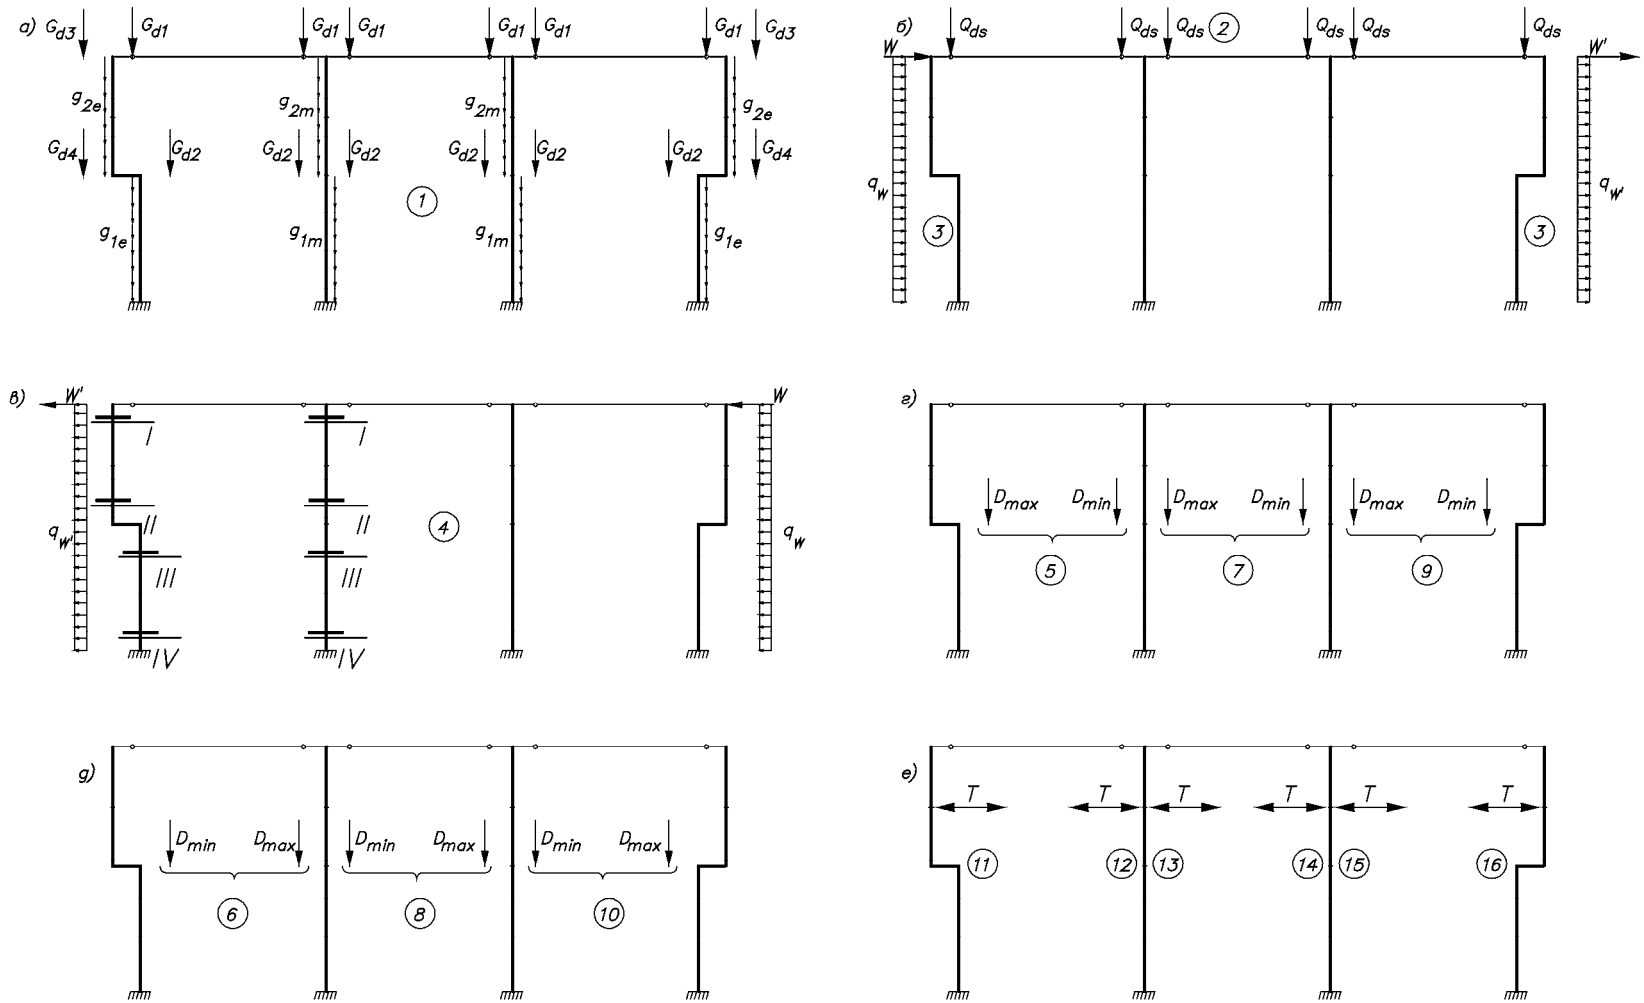 а) G_d3 G_d1 G_d1 G_d1 G_d1 G_d1 G_d1 G_d3
g_2e g_2m g_2m g_2e
G_d4 G_d2 G_d2 G_d2 G_d2 G_d2 G_d2 G_d4
1
g_1e g_1m g_1m g_1e
б) Q_ds Q_ds Q_ds 2 Q_ds Q_ds Q_ds
W W'
q_W q_W'
3 3
в) W' W
I I
II II
q_W' 4 q_W
III III
IV IV
г)
D_max D_min D_max D_min D_max D_min
5 7 9
д)
D_min D_max D_min D_max D_min D_max
6 8 10
е)
T T T T T T
11 12 13 14 15 16